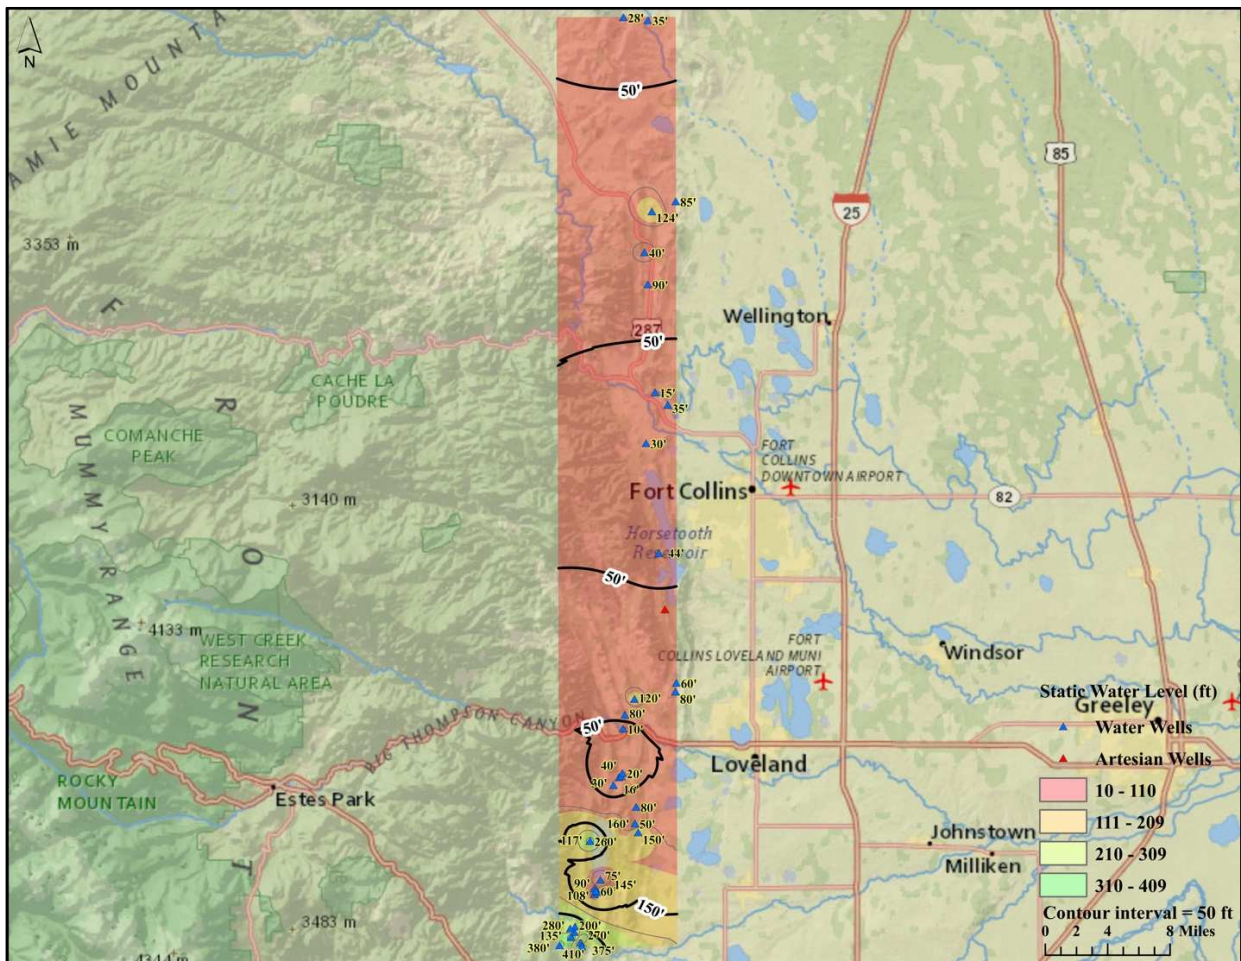 N
AMIE MOUNTA
28'
35'
50'
85'
124'
40'
90'
3353 m
85
25
287
Wellington
50'
15'
35'
30'
F
R
O
N
T
CACHE LA
POUDRE
MUMMY RANGE
COMANCHE
PEAK
3140 m
FORT
COLLINS
DOWNTOWN AIRPORT
Fort Collins
82
Horsetooth
Reservoir
44'
50'
4133 m
WEST CREEK
RESEARCH
NATURAL AREA
FORT
COLLINS LOVELAND MUNI
AIRPORT
Windsor
60'
80'
120'
80'
10'
50'
BIG THOMPSON CANYON
Loveland
Greeley
40'
20'
30'
16'
ROCKY
MOUNTAIN
Estes Park
80'
160'
50'
150'
117'
260'
Johnstown
Milliken
75'
90'
145'
60'
108'
150'
3483 m
280'
200'
135'
270'
380'
410'
375'
4344 m
Static Water Level (ft)
Water Wells
Artesian Wells
10 - 110
111 - 209
210 - 309
310 - 409
Contour interval = 50 ft
0 2 4 8 Miles